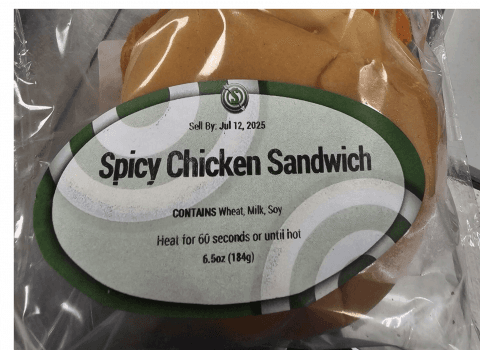 Sell By: Jul 12, 2025
Spicy Chicken Sandwich
CONTAINS Wheat, Milk, Soy
Heat for 60 seconds or until hot
6.5oz (184g)